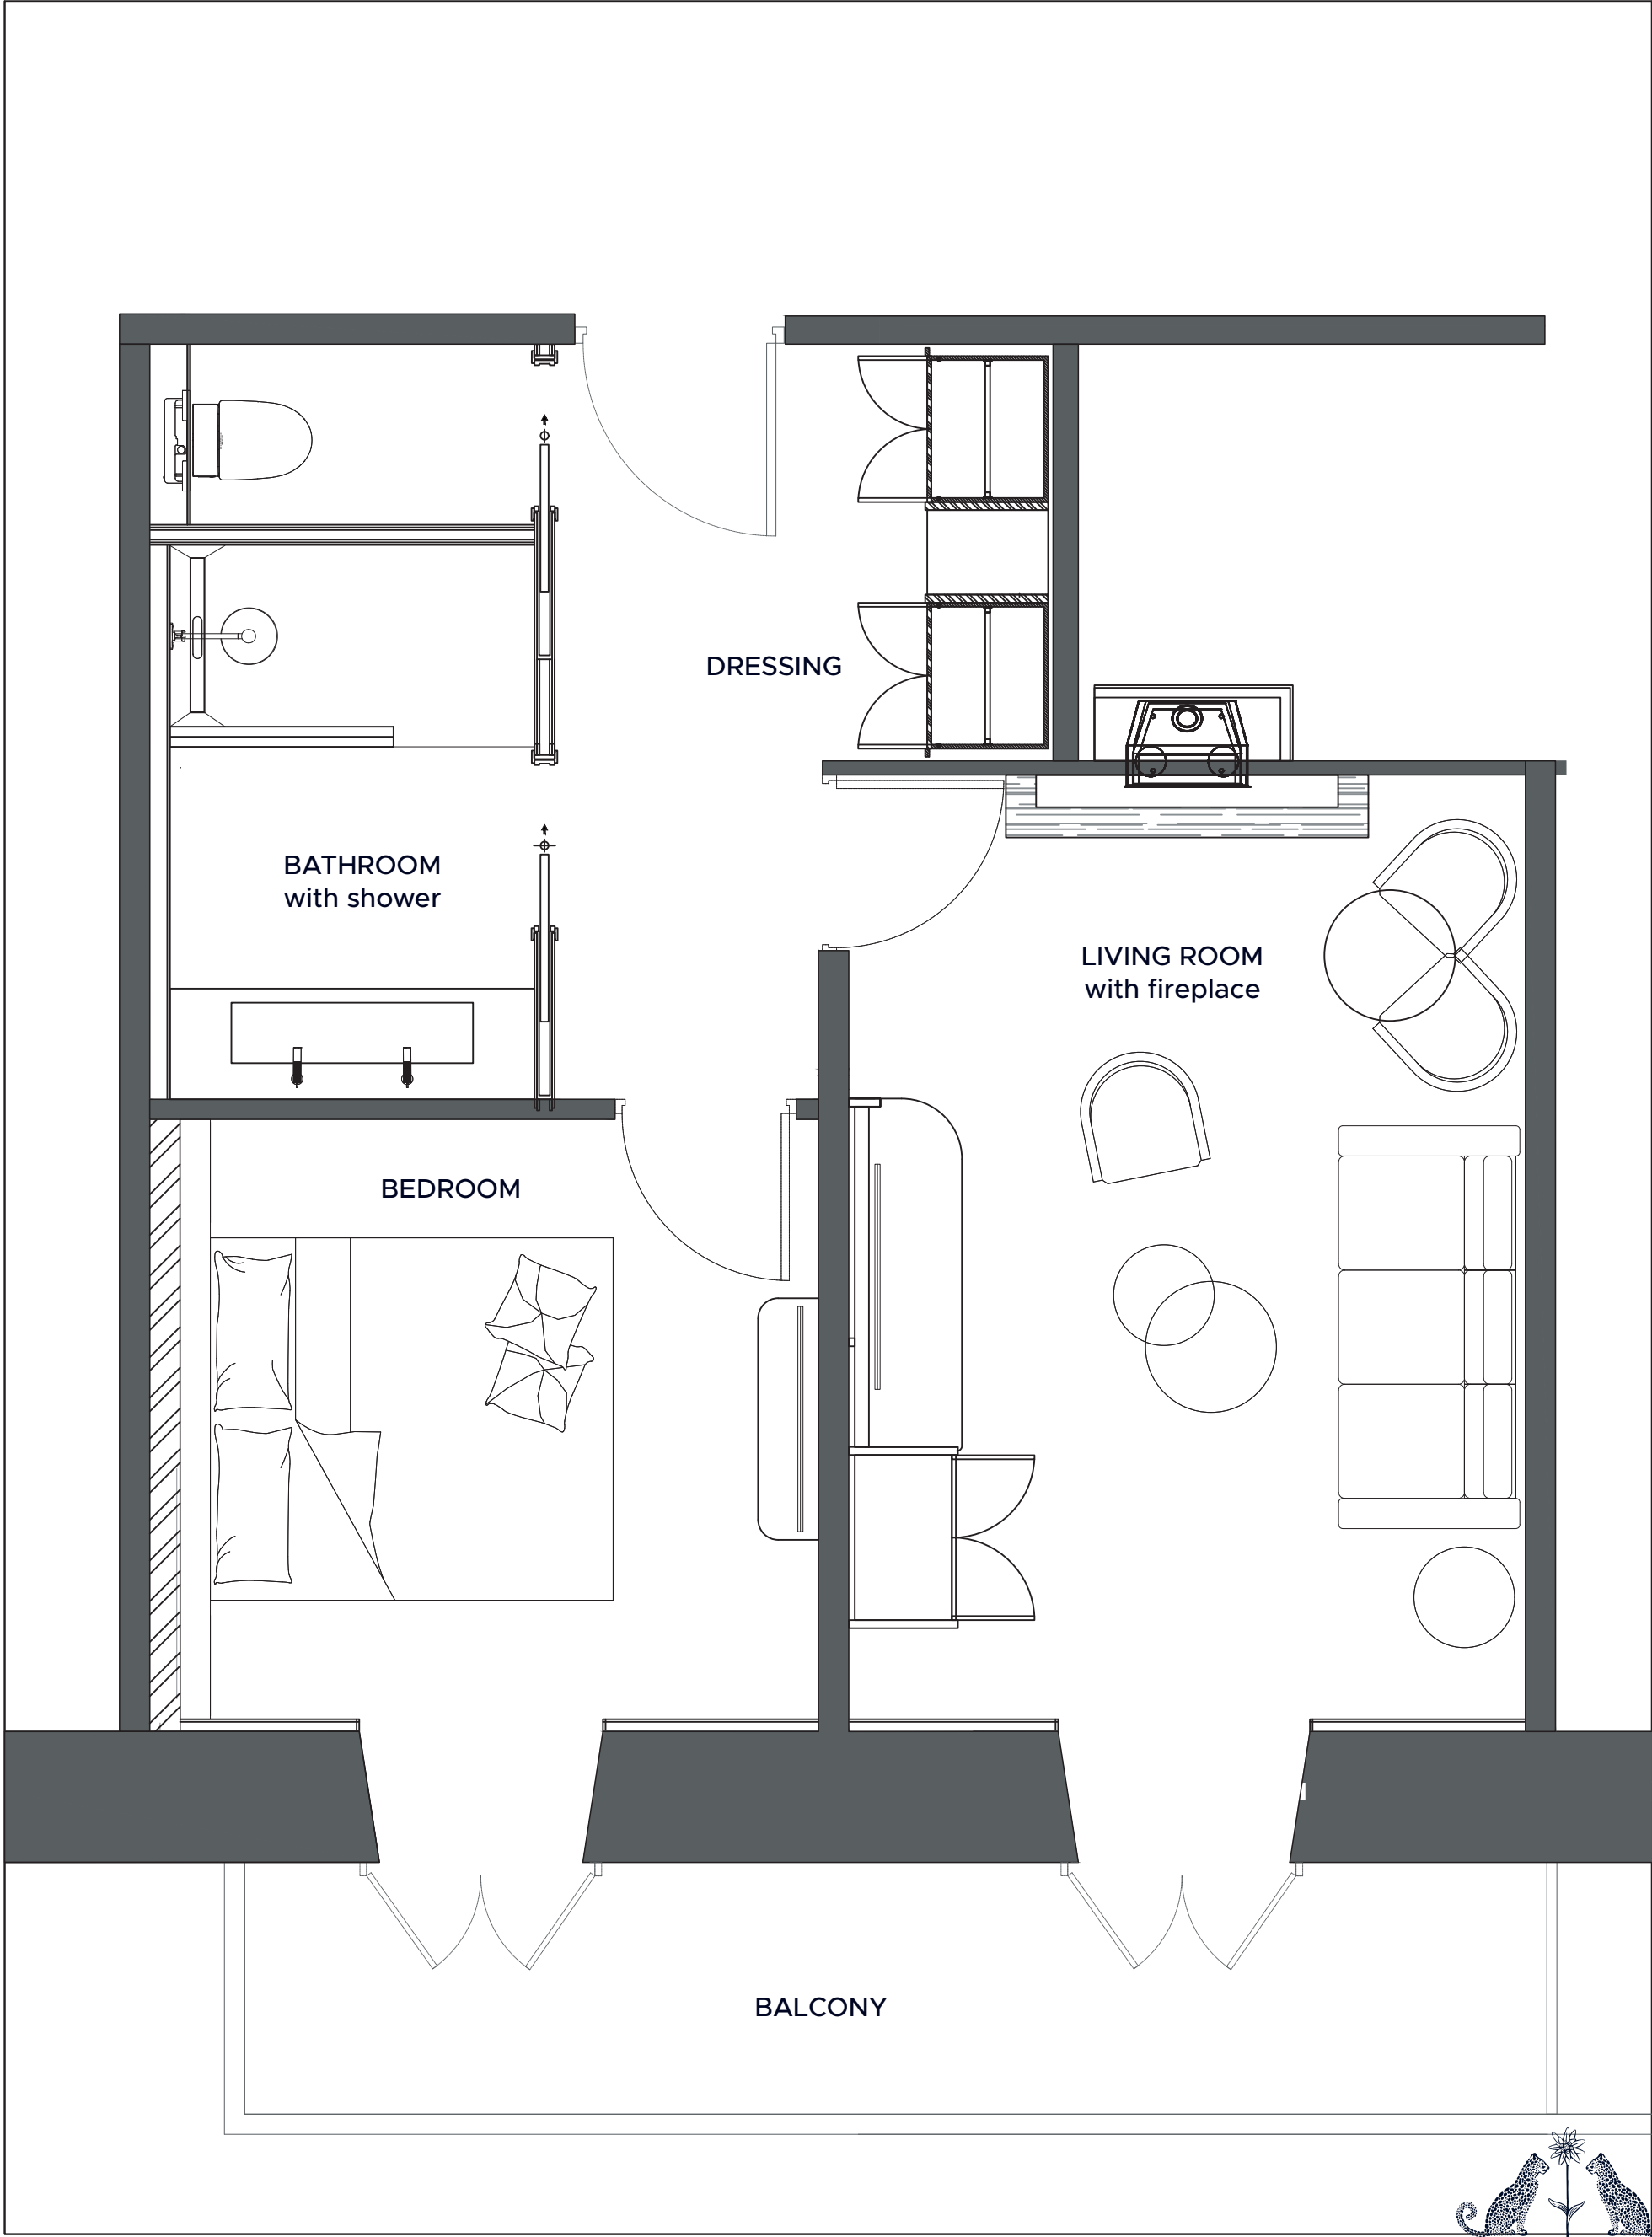 DRESSING
BATHROOM
with shower
LIVING ROOM
with fireplace
BEDROOM
BALCONY